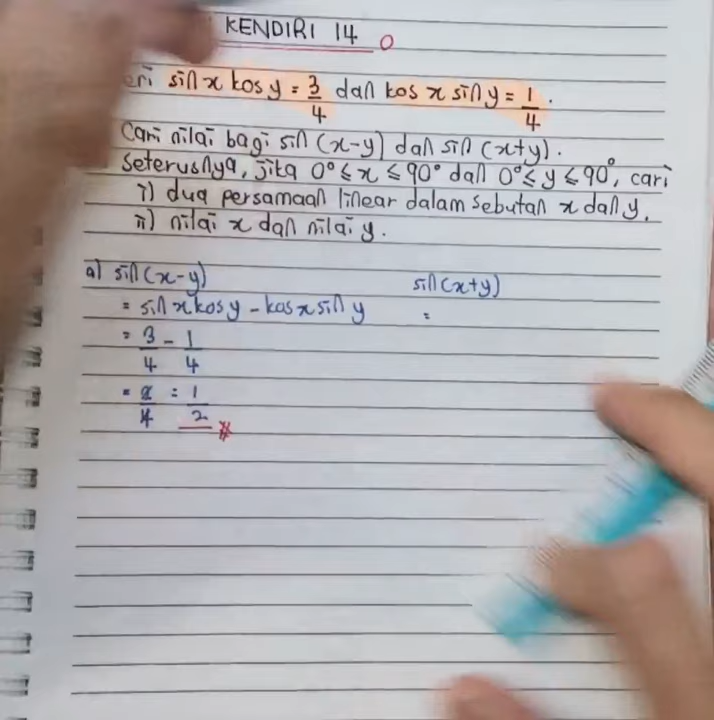 KENDIRI 14
sin x kos y = 3/4 dan kos x sin y = 1/4.
Cari nilai bagi sin (x-y) dan sin (x+y).
Seterusnya, jika 0° ≤ x ≤ 90° dan 0° ≤ y ≤ 90°, cari
i) dua persamaan linear dalam sebutan x dan y.
ii) nilai x dan nilai y.
a) sin(x-y) sin(x+y)
= sin x kos y - kos x sin y =
= 3/4 - 1/4
= 2/4 = 1/2 #